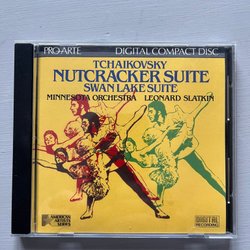 PRO ARTE DIGITAL COMPACT DISC
TCHAIKOVSKY
NUTCRACKER SUITE
SWAN LAKE SUITE
MINNESOTA ORCHESTRA LEONARD SLATKIN
AMERICAN
ARTISTS
SERIES
DIGITAL
RECORDING